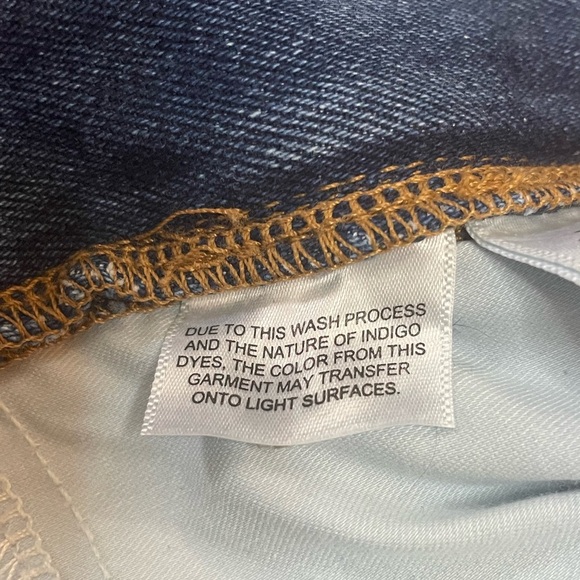 DUE TO THIS WASH PROCESS
AND THE NATURE OF INDIGO
DYES, THE COLOR FROM THIS
GARMENT MAY TRANSFER
ONTO LIGHT SURFACES.